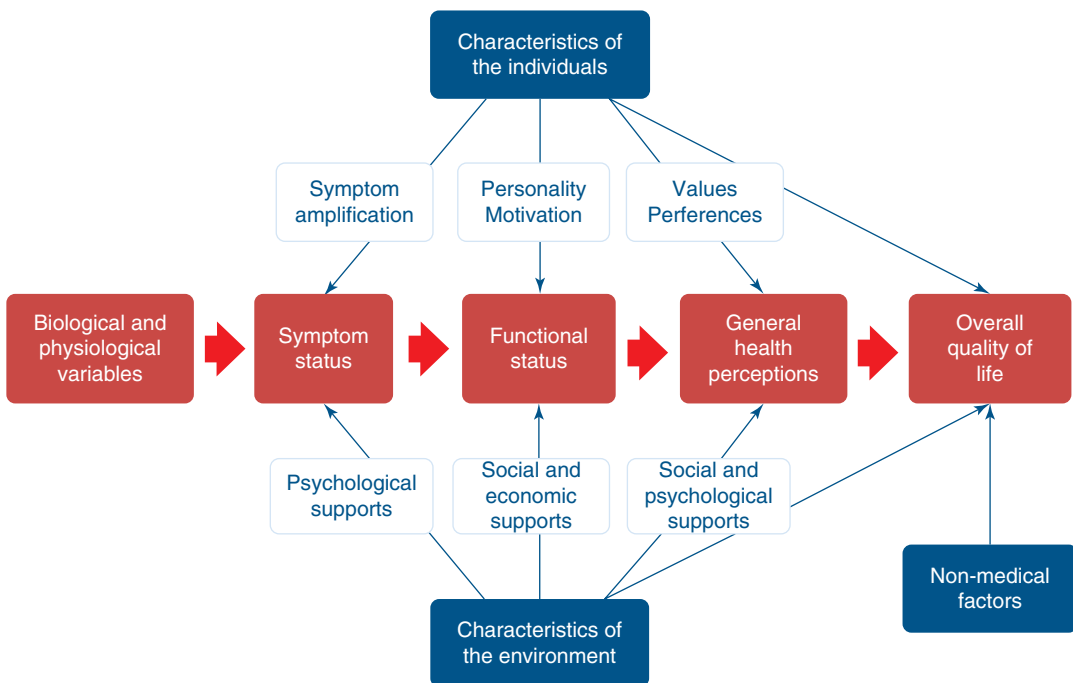 Characteristics of
the individuals
Symptom
amplification
Personality
Motivation
Values
Perferences
Biological and
physiological
variables
Symptom
status
Functional
status
General
health
perceptions
Overall
quality of
life
Psychological
supports
Social and
economic
supports
Social and
psychological
supports
Non-medical
factors
Characteristics of
the environment